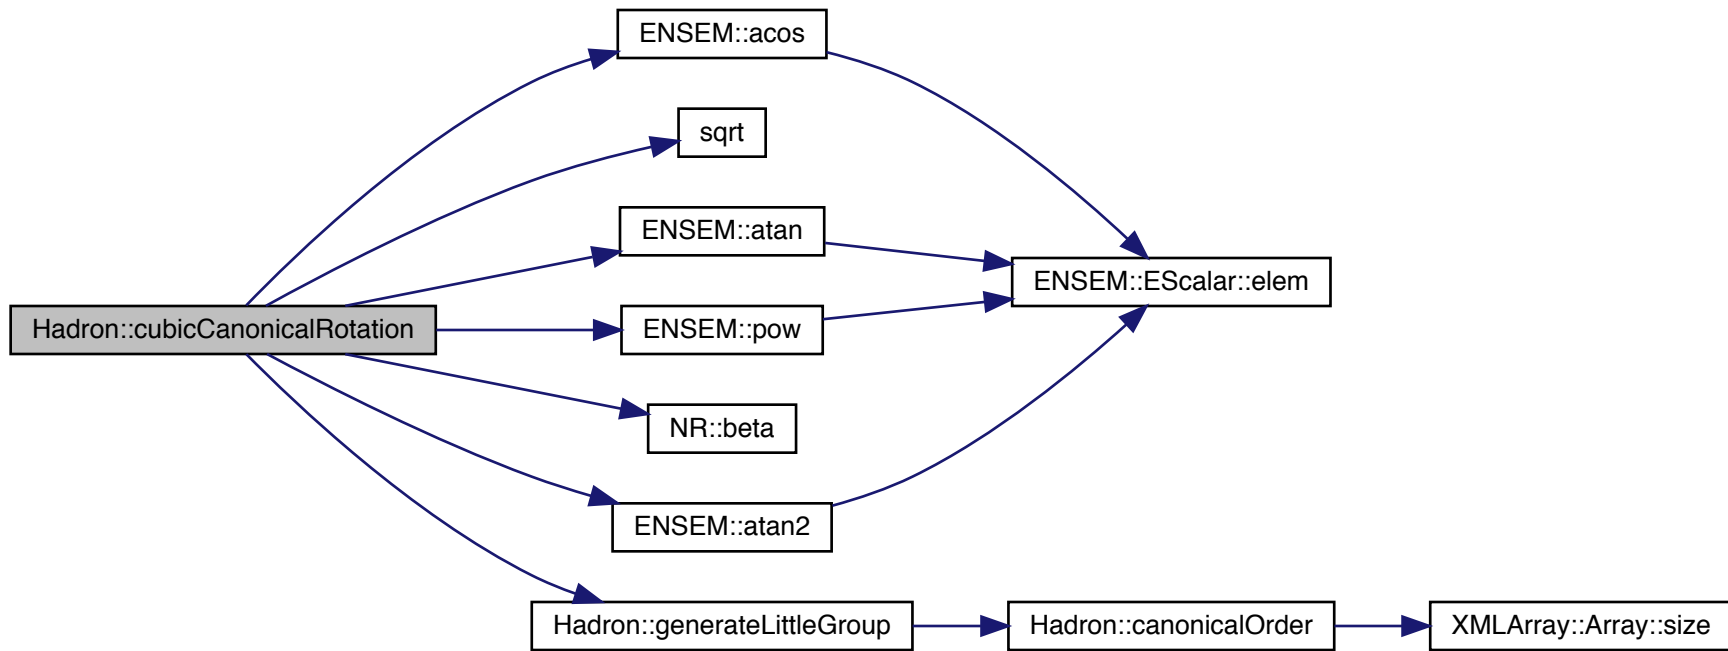 ENSEM::acos
sqrt
ENSEM::atan
ENSEM::EScalar::elem
Hadron::cubicCanonicalRotation
ENSEM::pow
NR::beta
ENSEM::atan2
Hadron::generateLittleGroup
Hadron::canonicalOrder
XMLArray::Array::size